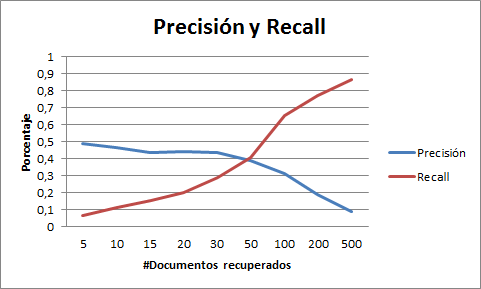 Precisión y Recall
1
0,9
0,8
0,7
0,6
0,5
0,4
0,3
0,2
0,1
0
Porcentaje
5 10 15 20 30 50 100 200 500
#Documentos recuperados
Precisión
Recall